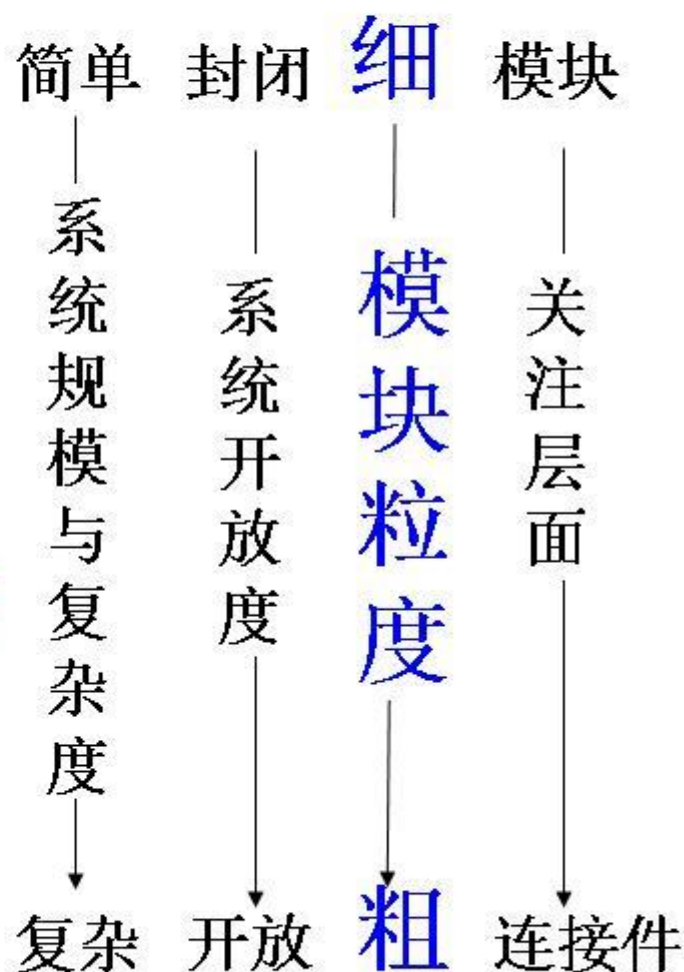 简单 封闭 细 模块
系统规模与复杂度
系统开放度
模块粒度
关注层面
复杂 开放 粗 连接件